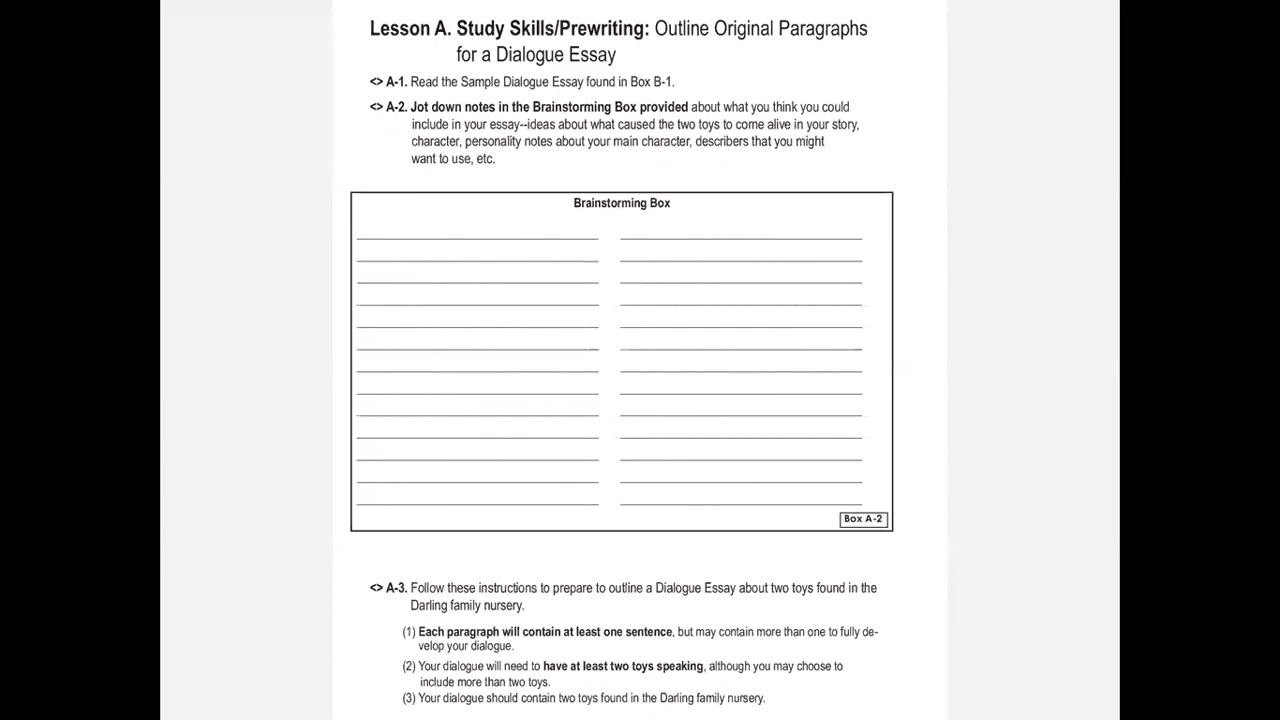 Lesson A. Study Skills/Prewriting: Outline Original Paragraphs
for a Dialogue Essay
<> A-1. Read the Sample Dialogue Essay found in Box B-1.
<> A-2. Jot down notes in the Brainstorming Box provided about what you think you could
include in your essay--ideas about what caused the two toys to come alive in your story,
character, personality notes about your main character, describers that you might
want to use, etc.
Brainstorming Box
Box A-2
<> A-3. Follow these instructions to prepare to outline a Dialogue Essay about two toys found in the
Darling family nursery.
(1) Each paragraph will contain at least one sentence, but may contain more than one to fully de-
velop your dialogue.
(2) Your dialogue will need to have at least two toys speaking, although you may choose to
include more than two toys.
(3) Your dialogue should contain two toys found in the Darling family nursery.